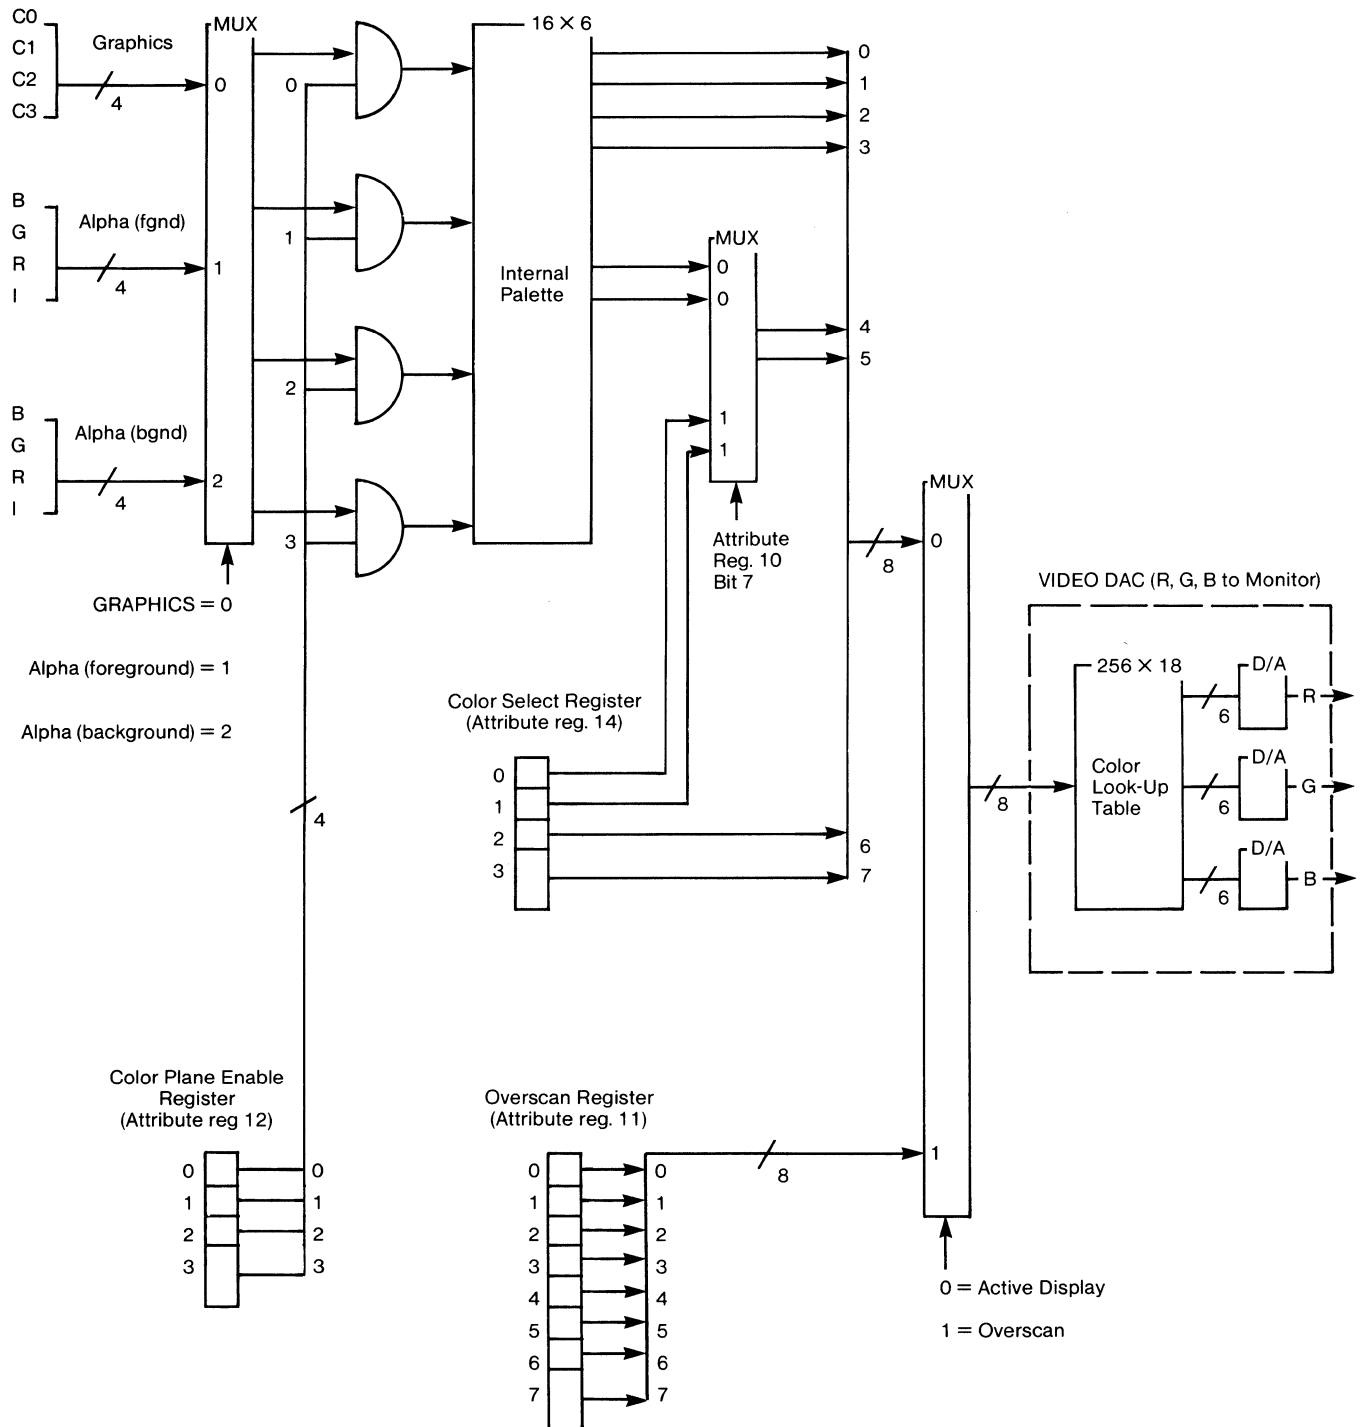 C0
C1
C2
C3
Graphics
4
MUX
0
1
2
B
G
R
I
Alpha (fgnd)
4
B
G
R
I
Alpha (bgnd)
4
GRAPHICS = 0
Alpha (foreground) = 1
Alpha (background) = 2
0
1
2
3
4
16 × 6
Internal
Palette
0
1
2
3
MUX
0
0
1
1
4
5
Attribute
Reg. 10
Bit 7
8
Color Select Register
(Attribute reg. 14)
0
1
2
3
6
7
MUX
0
1
8
VIDEO DAC (R, G, B to Monitor)
256 × 18
Color
Look-Up
Table
6
D/A
R
6
D/A
G
6
D/A
B
Color Plane Enable
Register
(Attribute reg 12)
0
1
2
3
0
1
2
3
Overscan Register
(Attribute reg. 11)
0
1
2
3
4
5
6
7
0
1
2
3
4
5
6
7
8
0 = Active Display
1 = Overscan